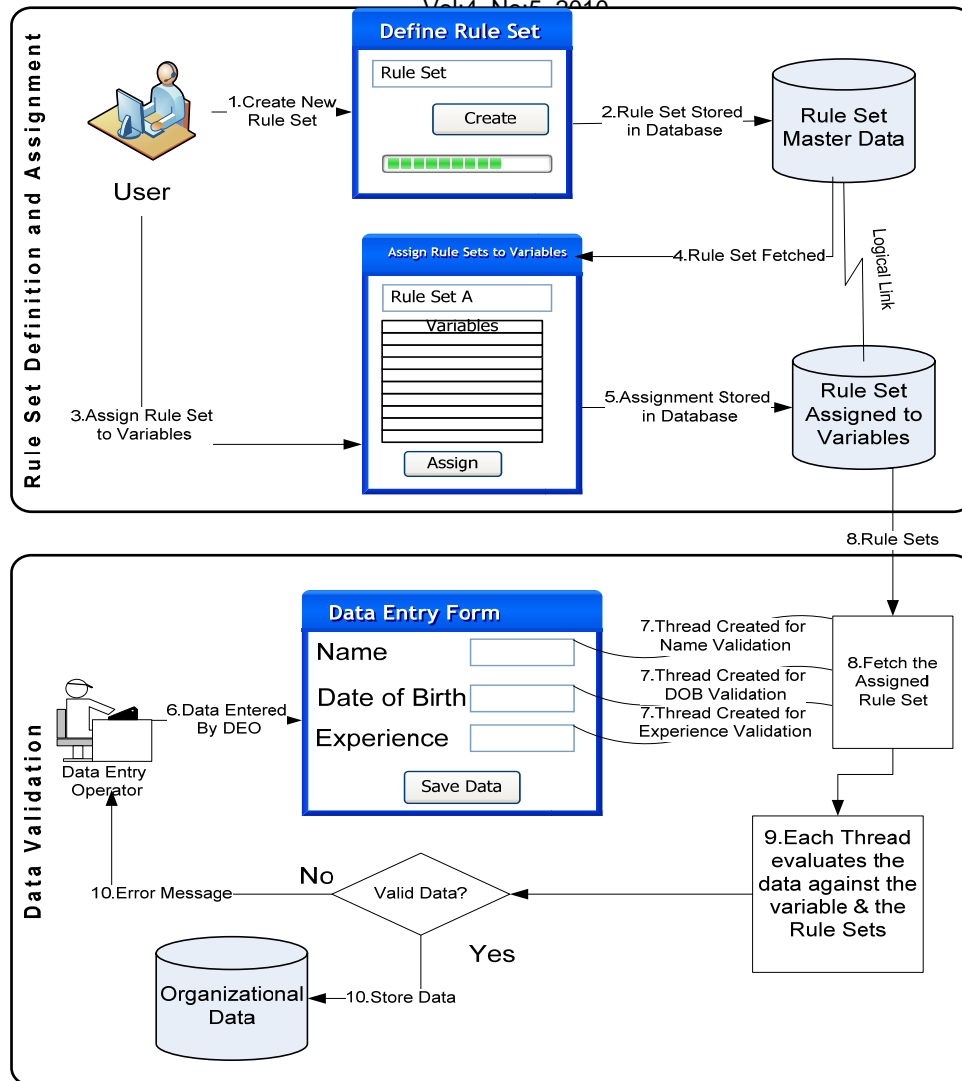 Vol:4, No:5, 2010
Rule Set Definition and Assignment
Define Rule Set
Rule Set
Create
User
1.Create New
Rule Set
2.Rule Set Stored
in Database
Rule Set
Master Data
Assign Rule Sets to Variables
Rule Set A
Variables
Assign
3.Assign Rule Set
to Variables
4.Rule Set Fetched
Logical Link
5.Assignment Stored
in Database
Rule Set
Assigned to
Variables
8.Rule Sets
Data Validation
Data Entry Form
Name
Date of Birth
Experience
Save Data
Data Entry
Operator
6.Data Entered
By DEO
7.Thread Created for
Name Validation
7.Thread Created for
DOB Validation
7.Thread Created for
Experience Validation
8.Fetch the
Assigned
Rule Set
9.Each Thread
evaluates the
data against the
variable & the
Rule Sets
Valid Data?
No
10.Error Message
Yes
10.Store Data
Organizational
Data